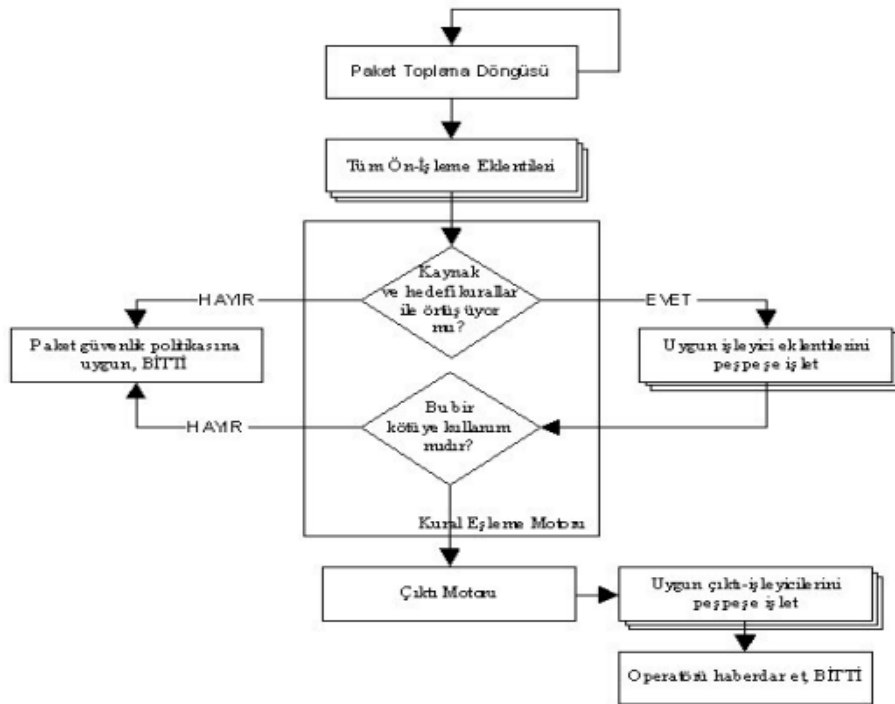 Paket Toplama Döngüsü
Tüm Ön-İşleme Eklentileri
Kaynak
ve hedefi kurallar
ile örtüşüyor
mu?
HAYIR
EVET
Paket güvenlik politikasına
uygun, BİTTİ
Uygun işleyici eklentilerini
peşpeşe işlet
Bu bir
kötüye kullanım
mıdır?
HAYIR
Kural Eşleme Motoru
Çıktı Motoru
Uygun çıktı-işleyicilerini
peşpeşe işlet
Operatörü haberdar et, BİTTİ